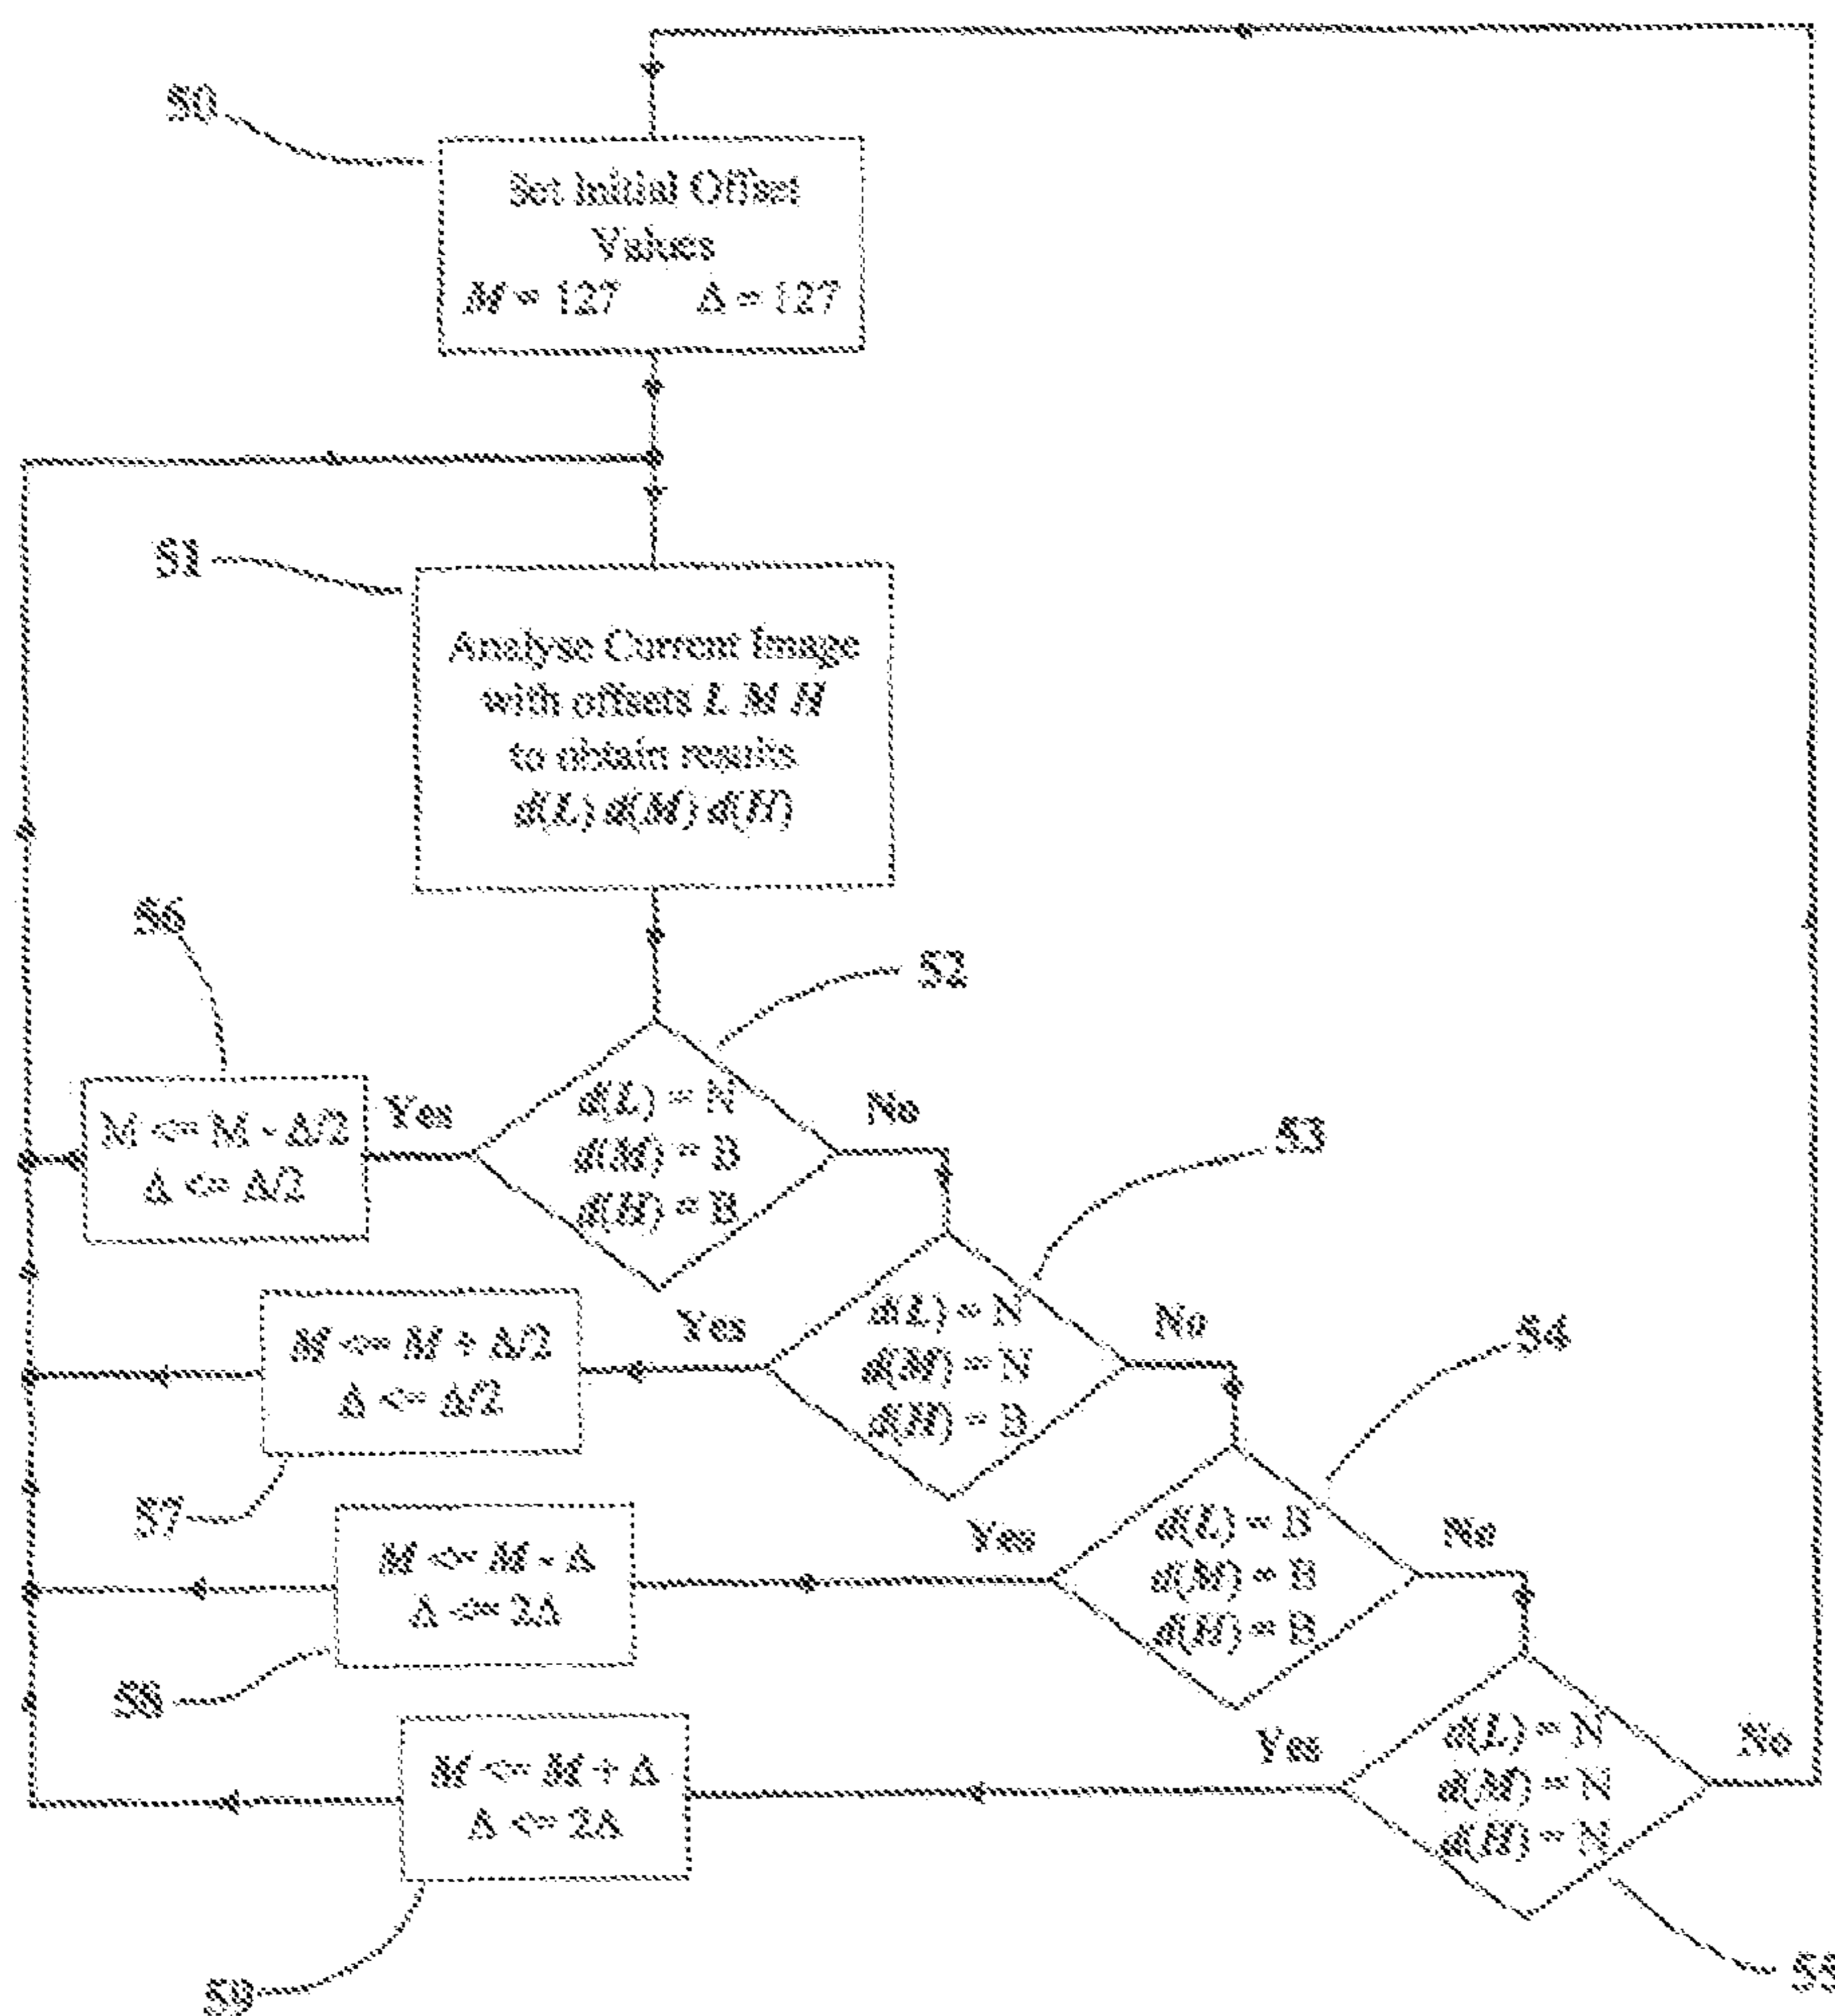 S0
Set Initial Offset
Values
M = 127 Δ = 127
S1
Analyse Current Image
with offsets L M H
to obtain results
d(L) d(M) d(H)
S6
S2
M <= M - Δ/2
Δ <= Δ/2
Yes
d(L) = N
d(M) = B
d(H) = B
No
S3
M <= M + Δ/2
Δ <= Δ/2
Yes
d(L) = N
d(M) = N
d(H) = B
No
S4
S7
M <= M - Δ
Δ <= 2Δ
Yes
d(L) = B
d(M) = B
d(H) = B
No
S8
M <= M + Δ
Δ <= 2Δ
Yes
d(L) = N
d(M) = N
d(H) = N
No
S9
S5